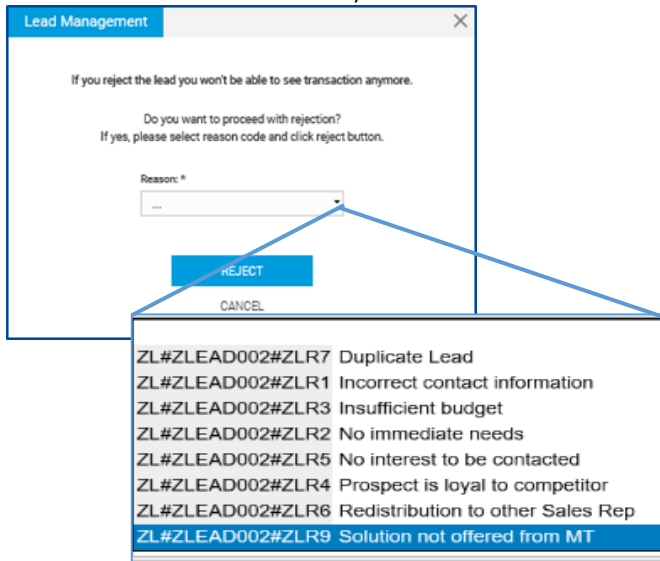 Lead Management
If you reject the lead you won't be able to see transaction anymore.
Do you want to proceed with rejection?
If yes, please select reason code and click reject button.
Reason: *
...
REJECT
CANCEL
ZL#ZLEAD002#ZLR7 Duplicate Lead
ZL#ZLEAD002#ZLR1 Incorrect contact information
ZL#ZLEAD002#ZLR3 Insufficient budget
ZL#ZLEAD002#ZLR2 No immediate needs
ZL#ZLEAD002#ZLR5 No interest to be contacted
ZL#ZLEAD002#ZLR4 Prospect is loyal to competitor
ZL#ZLEAD002#ZLR6 Redistribution to other Sales Rep
ZL#ZLEAD002#ZLR9 Solution not offered from MT